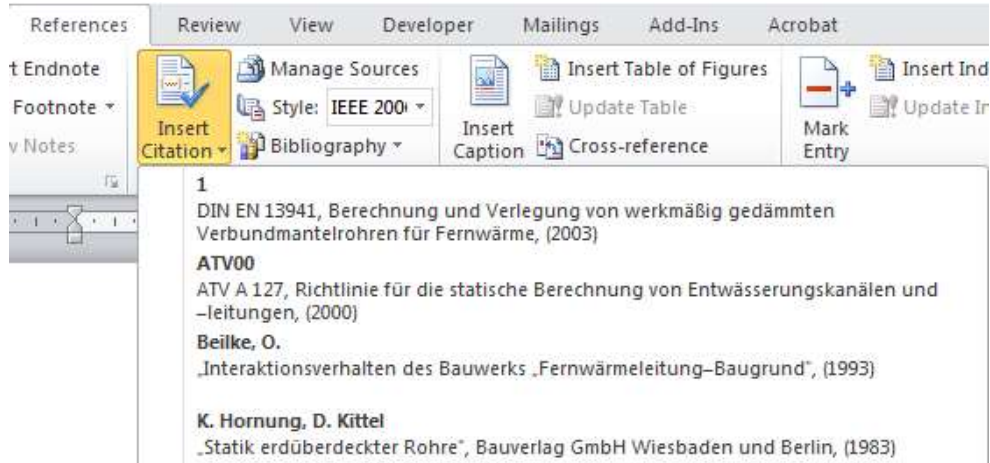 References Review View Developer Mailings Add-Ins Acrobat
t Endnote Manage Sources Insert Table of Figures Insert Ind
Footnote Style: IEEE 200 Update Table Update In
v Notes Insert Citation Bibliography Insert Caption Cross-reference Mark Entry
1
DIN EN 13941, Berechnung und Verlegung von werkmäßig gedämmten
Verbundmantelrohren für Fernwärme, (2003)
ATV00
ATV A 127, Richtlinie für die statische Berechnung von Entwässerungskanälen und
–leitungen, (2000)
Beilke, O.
„Interaktionsverhalten des Bauwerks „Fernwärmeleitung–Baugrund“, (1993)
K. Hornung, D. Kittel
„Statik erdüberdeckter Rohre“, Bauverlag GmbH Wiesbaden und Berlin, (1983)